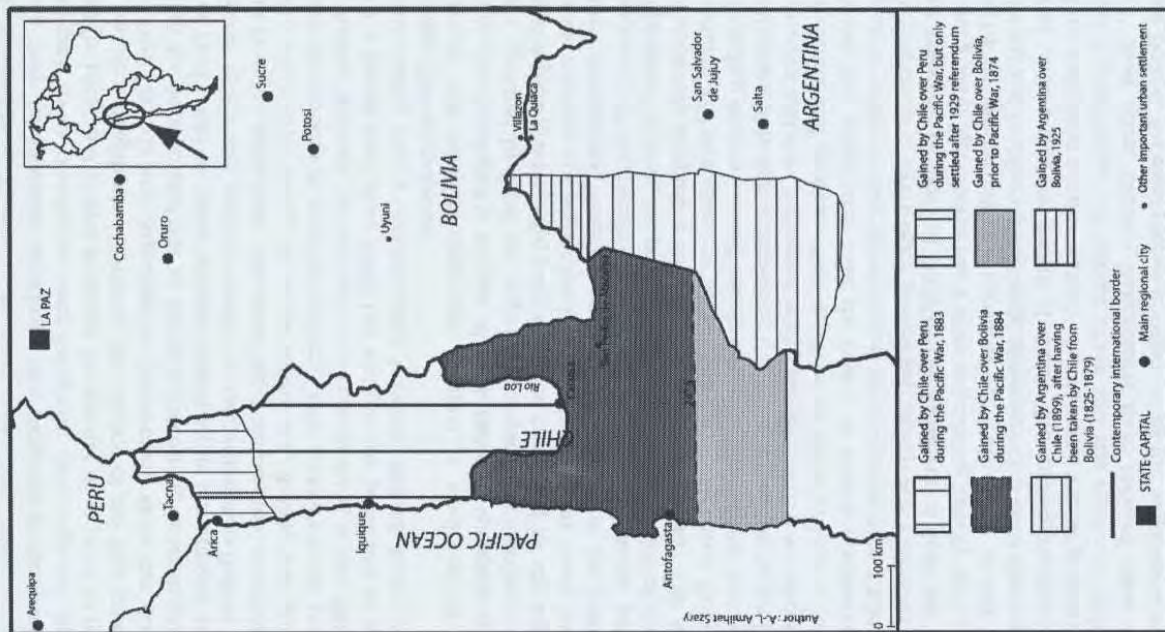 Arequipa
LA PAZ
PERU
Cochabamba
Tacna
Oruro
Arica
Sucre
Potosi
Iquique
Uyuni
PACIFIC OCEAN
CHILE
Rio Loa
BOLIVIA
Calama
Villazon
La Quiaca
Antofagasta
San Salvador
de Jujuy
Salta
ARGENTINA
0 100 km
Author : A.-L. Amilhat Szary
Gained by Chile over Peru
during the Pacific War, 1883
Gained by Chile over Peru
during the Pacific War, but only
settled after 1929 referendum
Gained by Chile over Bolivia
during the Pacific War, 1884
Gained by Chile over Bolivia,
prior to Pacific War, 1874
Gained by Argentina over
Chile (1899), after having
been taken by Chile from
Bolivia (1825-1879)
Gained by Argentina over
Bolivia, 1925
Contemporary international border
STATE CAPITAL
Main regional city
Other important urban settlement